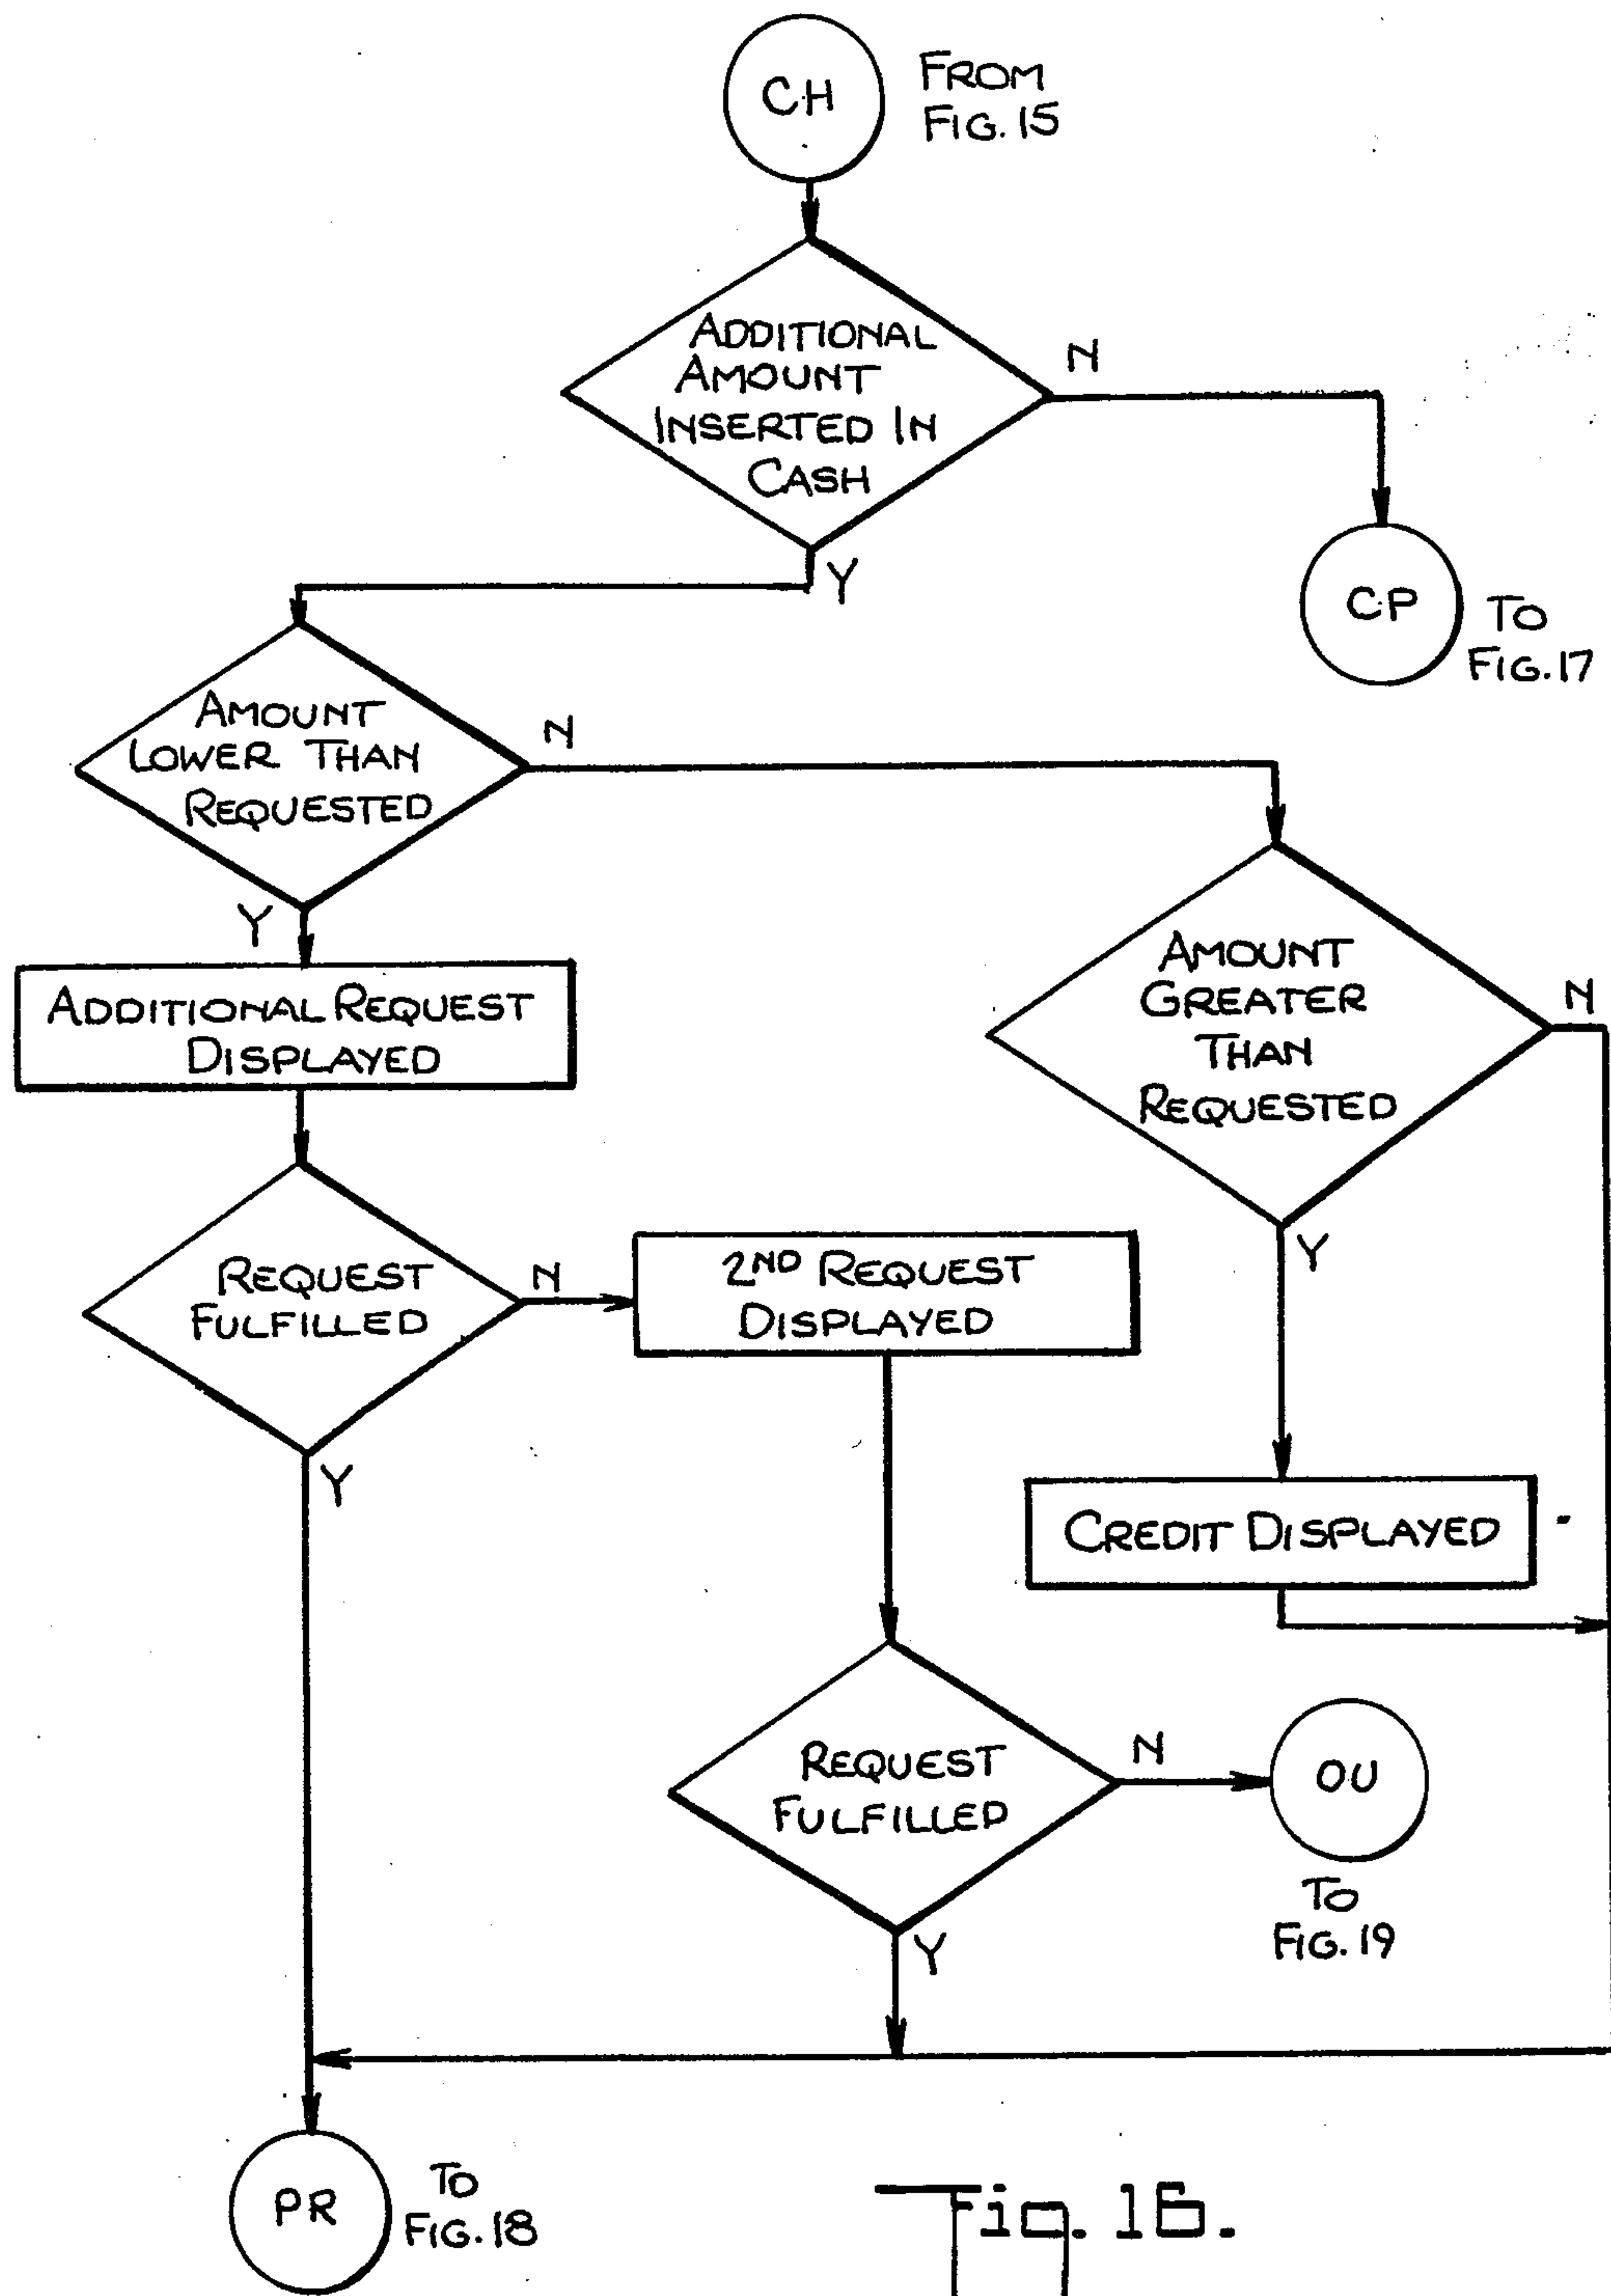 CH
FROM
FIG. 15
ADDITIONAL
AMOUNT
INSERTED IN
CASH
N
Y
CP
TO
FIG. 17
AMOUNT
LOWER THAN
REQUESTED
N
Y
AMOUNT
GREATER
THAN
REQUESTED
N
Y
ADDITIONAL REQUEST
DISPLAYED
REQUEST
FULFILLED
N
Y
2ND REQUEST
DISPLAYED
CREDIT DISPLAYED
REQUEST
FULFILLED
N
Y
OU
TO
FIG. 19
PR
TO
FIG. 18
Fig. 16.